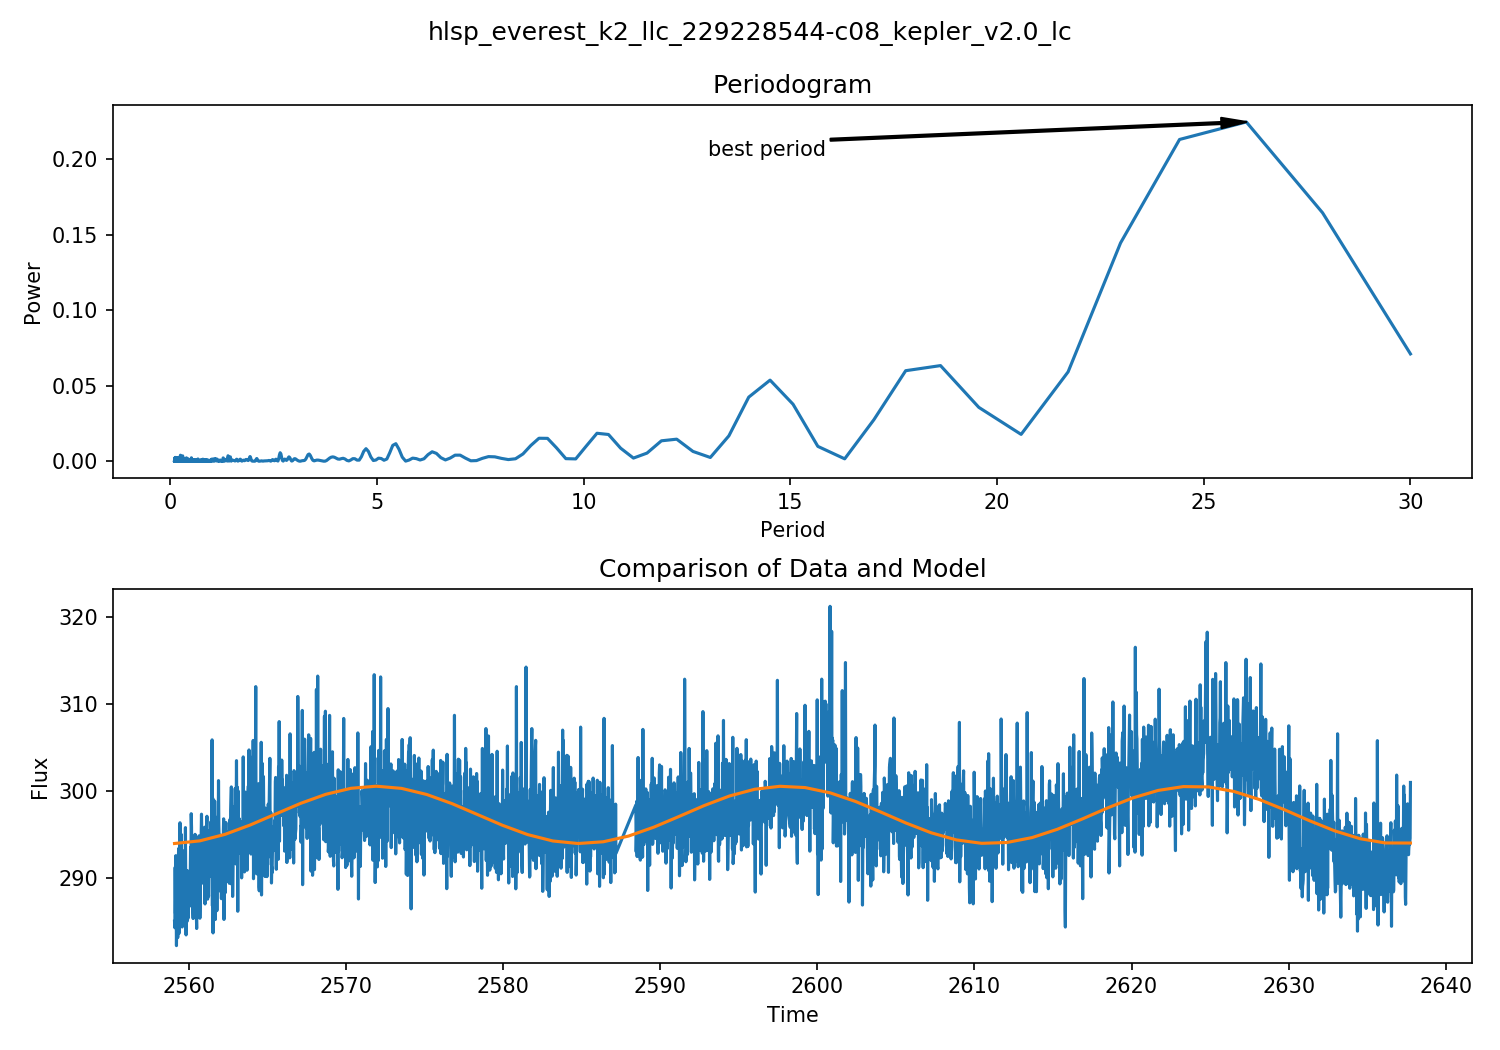 hlsp_everest_k2_llc_229228544-c08_kepler_v2.0_lc
Periodogram
best period
0.20
0.15
0.10
0.05
0.00
Power
0 5 10 15 20 25 30
Period
Comparison of Data and Model
320
310
300
290
Flux
2560 2570 2580 2590 2600 2610 2620 2630 2640
Time